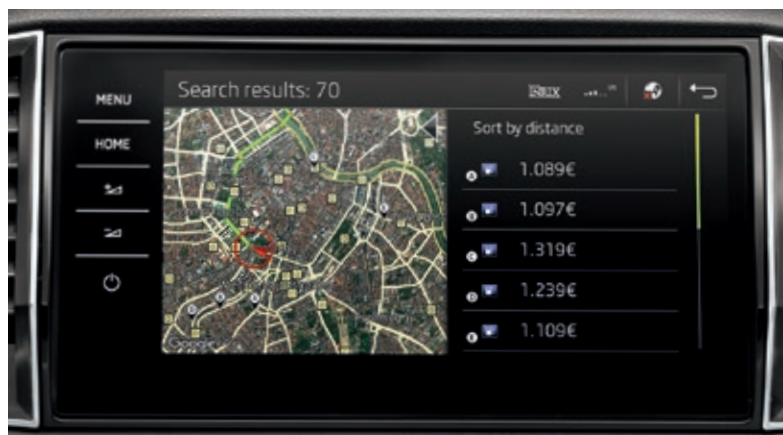 Search results: 70
MENU
HOME
Sort by distance
A 1.089€
B 1.097€
C 1.319€
D 1.239€
E 1.109€
Google